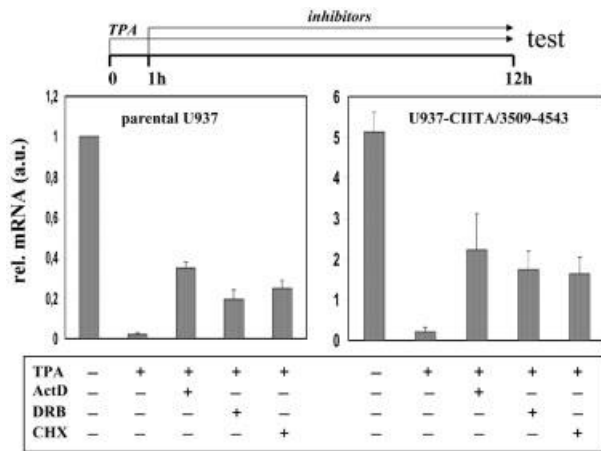 inhibitors
TPA
test
0 1h 12h
rel. mRNA (a.u.)
parental U937
1,2
1
0,8
0,6
0,4
0,2
0
U937-CIITA/3509-4543
6
5
4
3
2
1
0
TPA – + + + + – + + + +
ActD – – + – – – – + – –
DRB – – – + – – – – + –
CHX – – – – + – – – – +